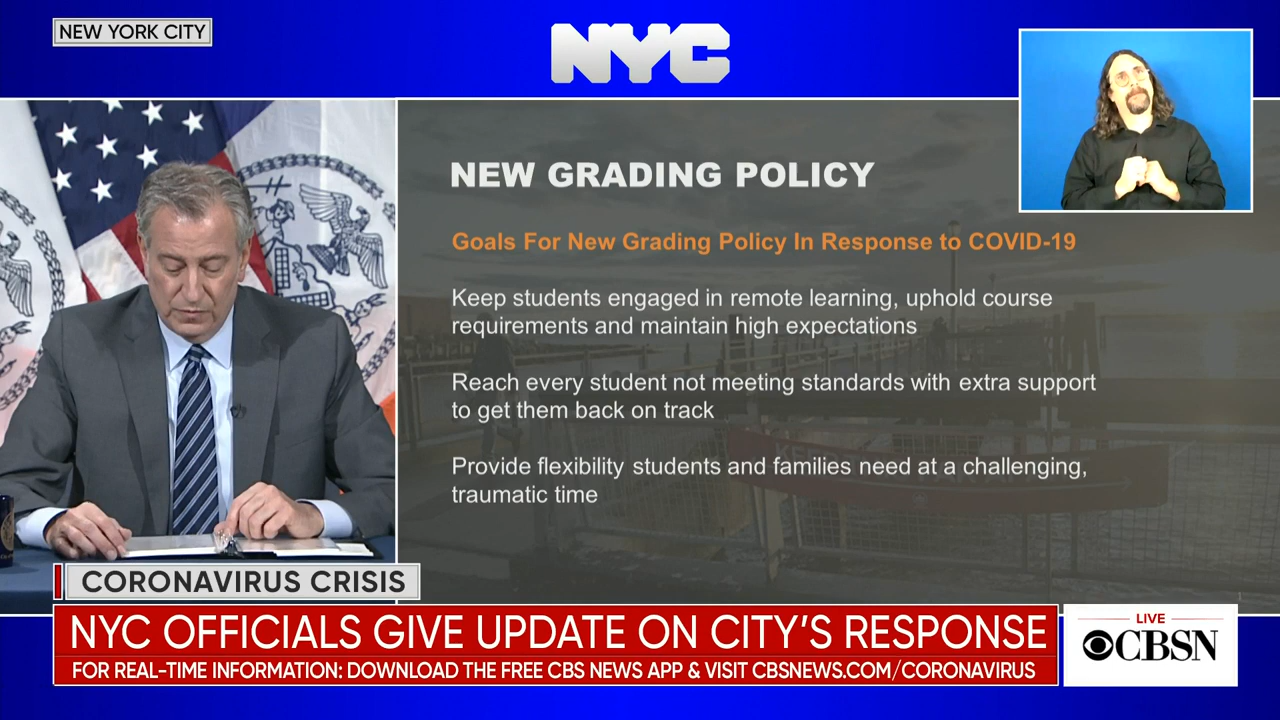 NEW YORK CITY
NYC
NEW GRADING POLICY
Goals For New Grading Policy In Response to COVID-19
Keep students engaged in remote learning, uphold course
requirements and maintain high expectations
Reach every student not meeting standards with extra support
to get them back on track
Provide flexibility students and families need at a challenging,
traumatic time
CORONAVIRUS CRISIS
NYC OFFICIALS GIVE UPDATE ON CITY'S RESPONSE
FOR REAL-TIME INFORMATION: DOWNLOAD THE FREE CBS NEWS APP & VISIT CBSNEWS.COM/CORONAVIRUS
LIVE
CBSN